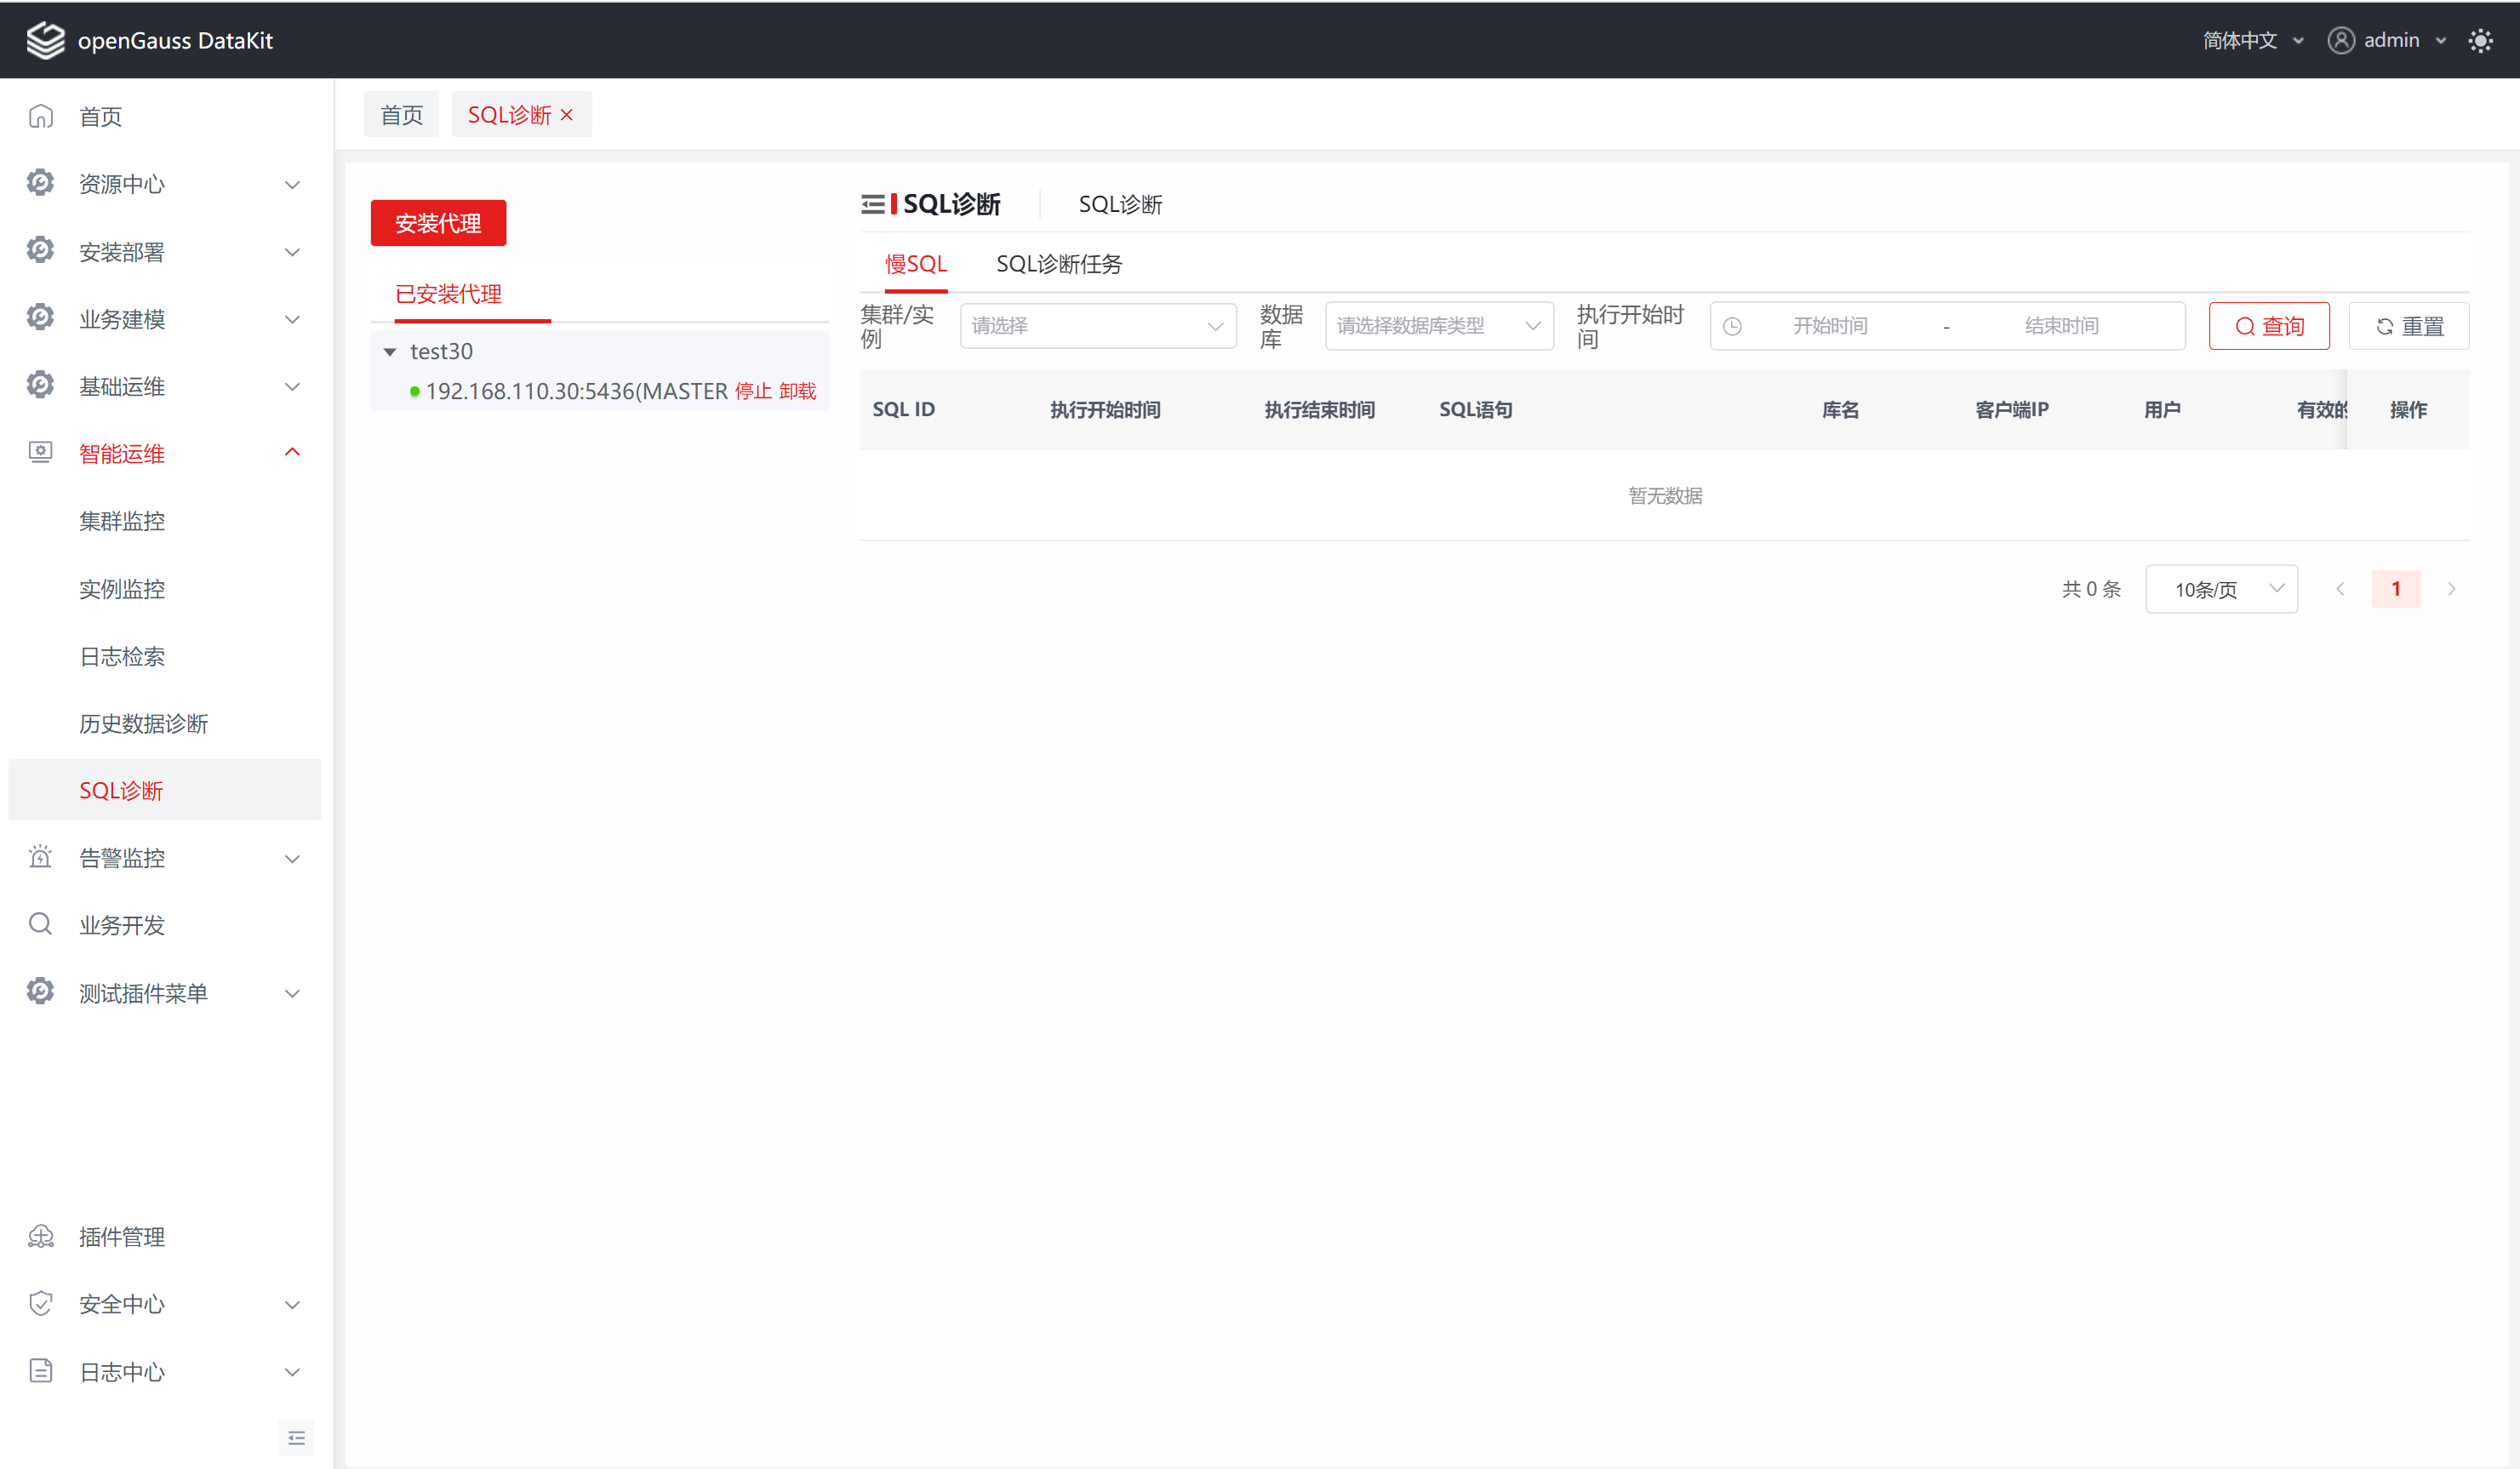 openGauss DataKit
简体中文
admin
首页
资源中心
安装部署
业务建模
基础运维
智能运维
集群监控
实例监控
日志检索
历史数据诊断
SQL诊断
告警监控
业务开发
测试插件菜单
插件管理
安全中心
日志中心
首页
SQL诊断 ×
安装代理
已安装代理
test30
192.168.110.30:5436(MASTER 停止 卸载
SQL诊断
SQL诊断
慢SQL
SQL诊断任务
集群/实
例
请选择
数据
库
请选择数据库类型
执行开始时
间
开始时间 - 结束时间
查询
重置
SQL ID 执行开始时间 执行结束时间 SQL语句 库名 客户端IP 用户 有效的 操作
暂无数据
共 0 条 10条/页 1